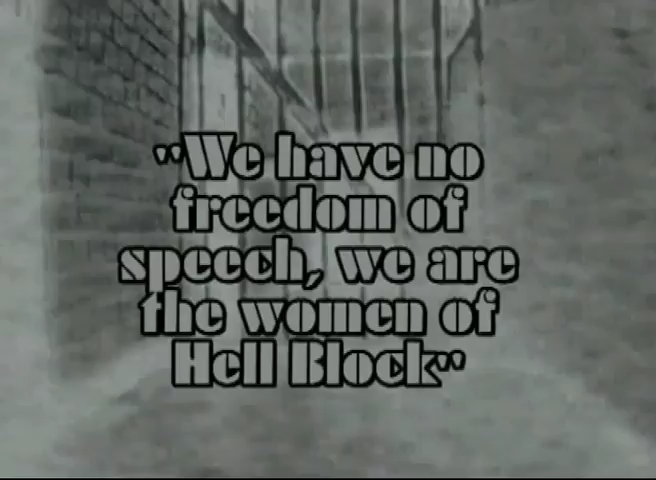 "We have no
freedom of
speech, we are
the women of
Hell Block"